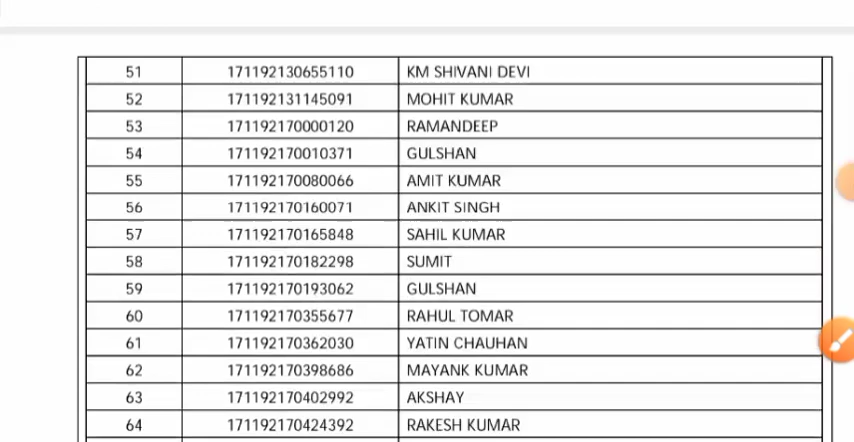 51 171192130655110 KM SHIVANI DEVI
52 171192131145091 MOHIT KUMAR
53 171192170000120 RAMANDEEP
54 171192170010371 GULSHAN
55 171192170080066 AMIT KUMAR
56 171192170160071 ANKIT SINGH
57 171192170165848 SAHIL KUMAR
58 171192170182298 SUMIT
59 171192170193062 GULSHAN
60 171192170355677 RAHUL TOMAR
61 171192170362030 YATIN CHAUHAN
62 171192170398686 MAYANK KUMAR
63 171192170402992 AKSHAY
64 171192170424392 RAKESH KUMAR